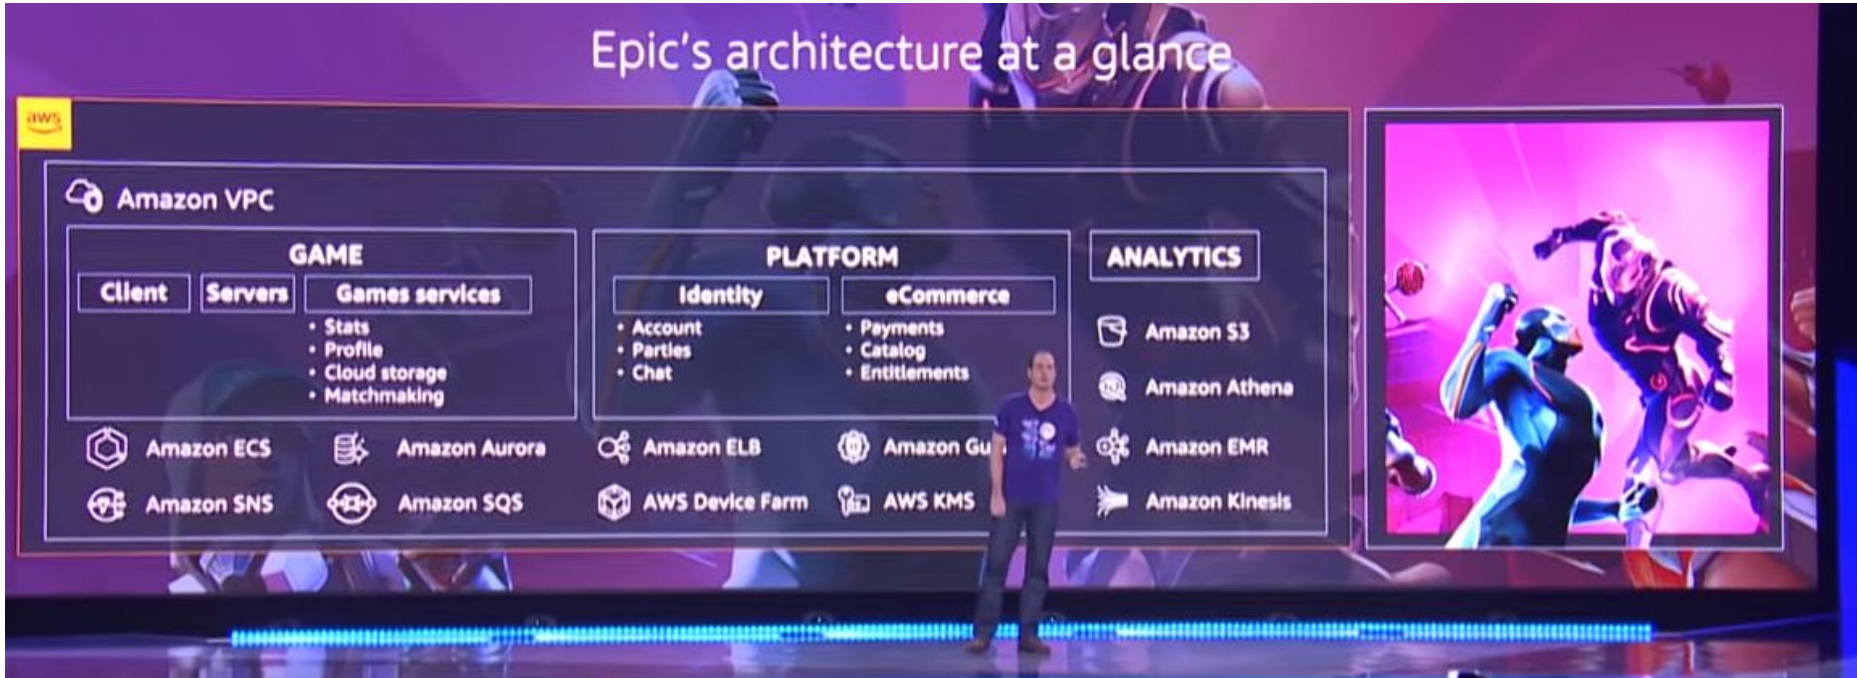 Epic's architecture at a glance
aws
Amazon VPC
GAME
Client
Servers
Games services
• Stats
• Profile
• Cloud storage
• Matchmaking
PLATFORM
Identity
• Account
• Parties
• Chat
eCommerce
• Payments
• Catalog
• Entitlements
ANALYTICS
Amazon S3
Amazon Athena
Amazon EMR
Amazon Kinesis
Amazon ECS
Amazon Aurora
Amazon ELB
Amazon
Amazon SNS
Amazon SQS
AWS Device Farm
AWS KMS